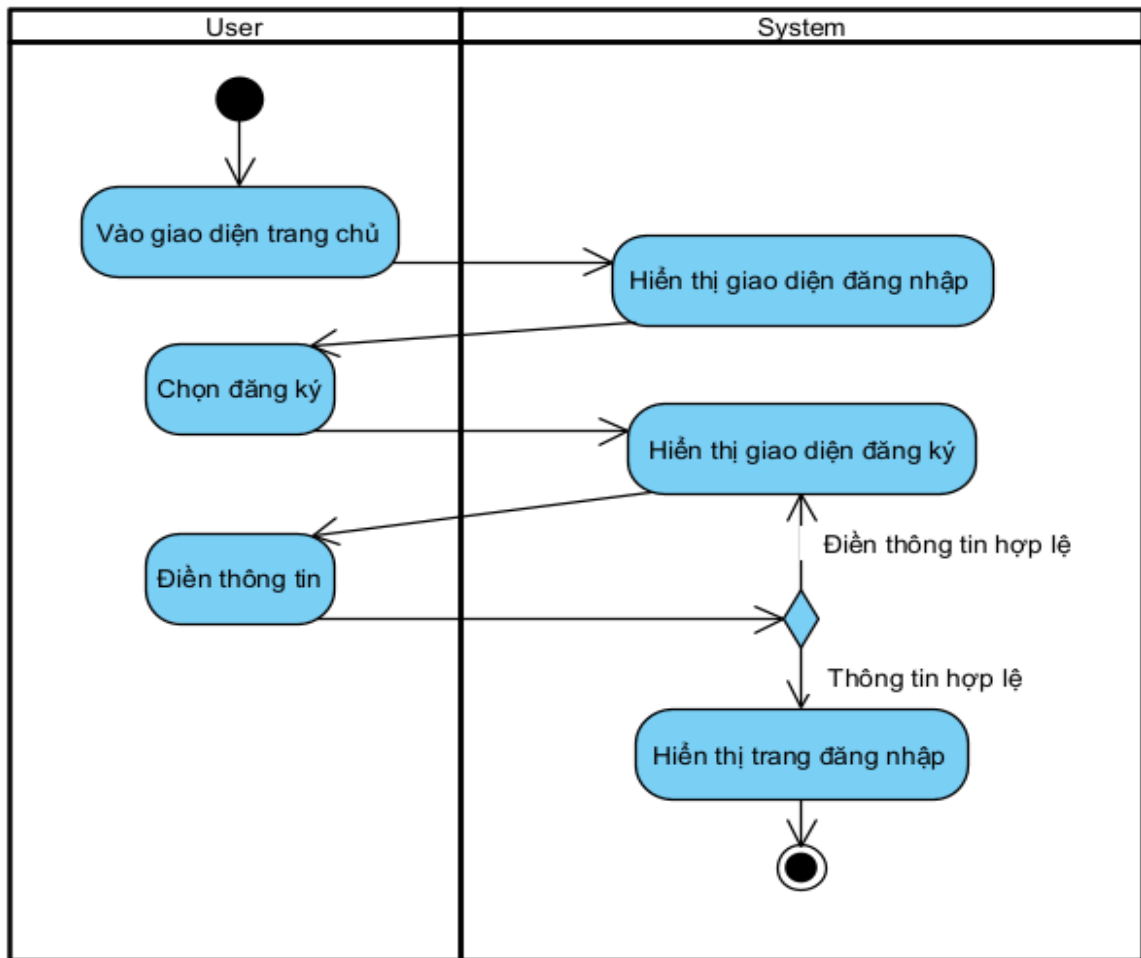 User
System
Vào giao diện trang chủ
Hiển thị giao diện đăng nhập
Chọn đăng ký
Hiển thị giao diện đăng ký
Điền thông tin hợp lệ
Điền thông tin
Thông tin hợp lệ
Hiển thị trang đăng nhập